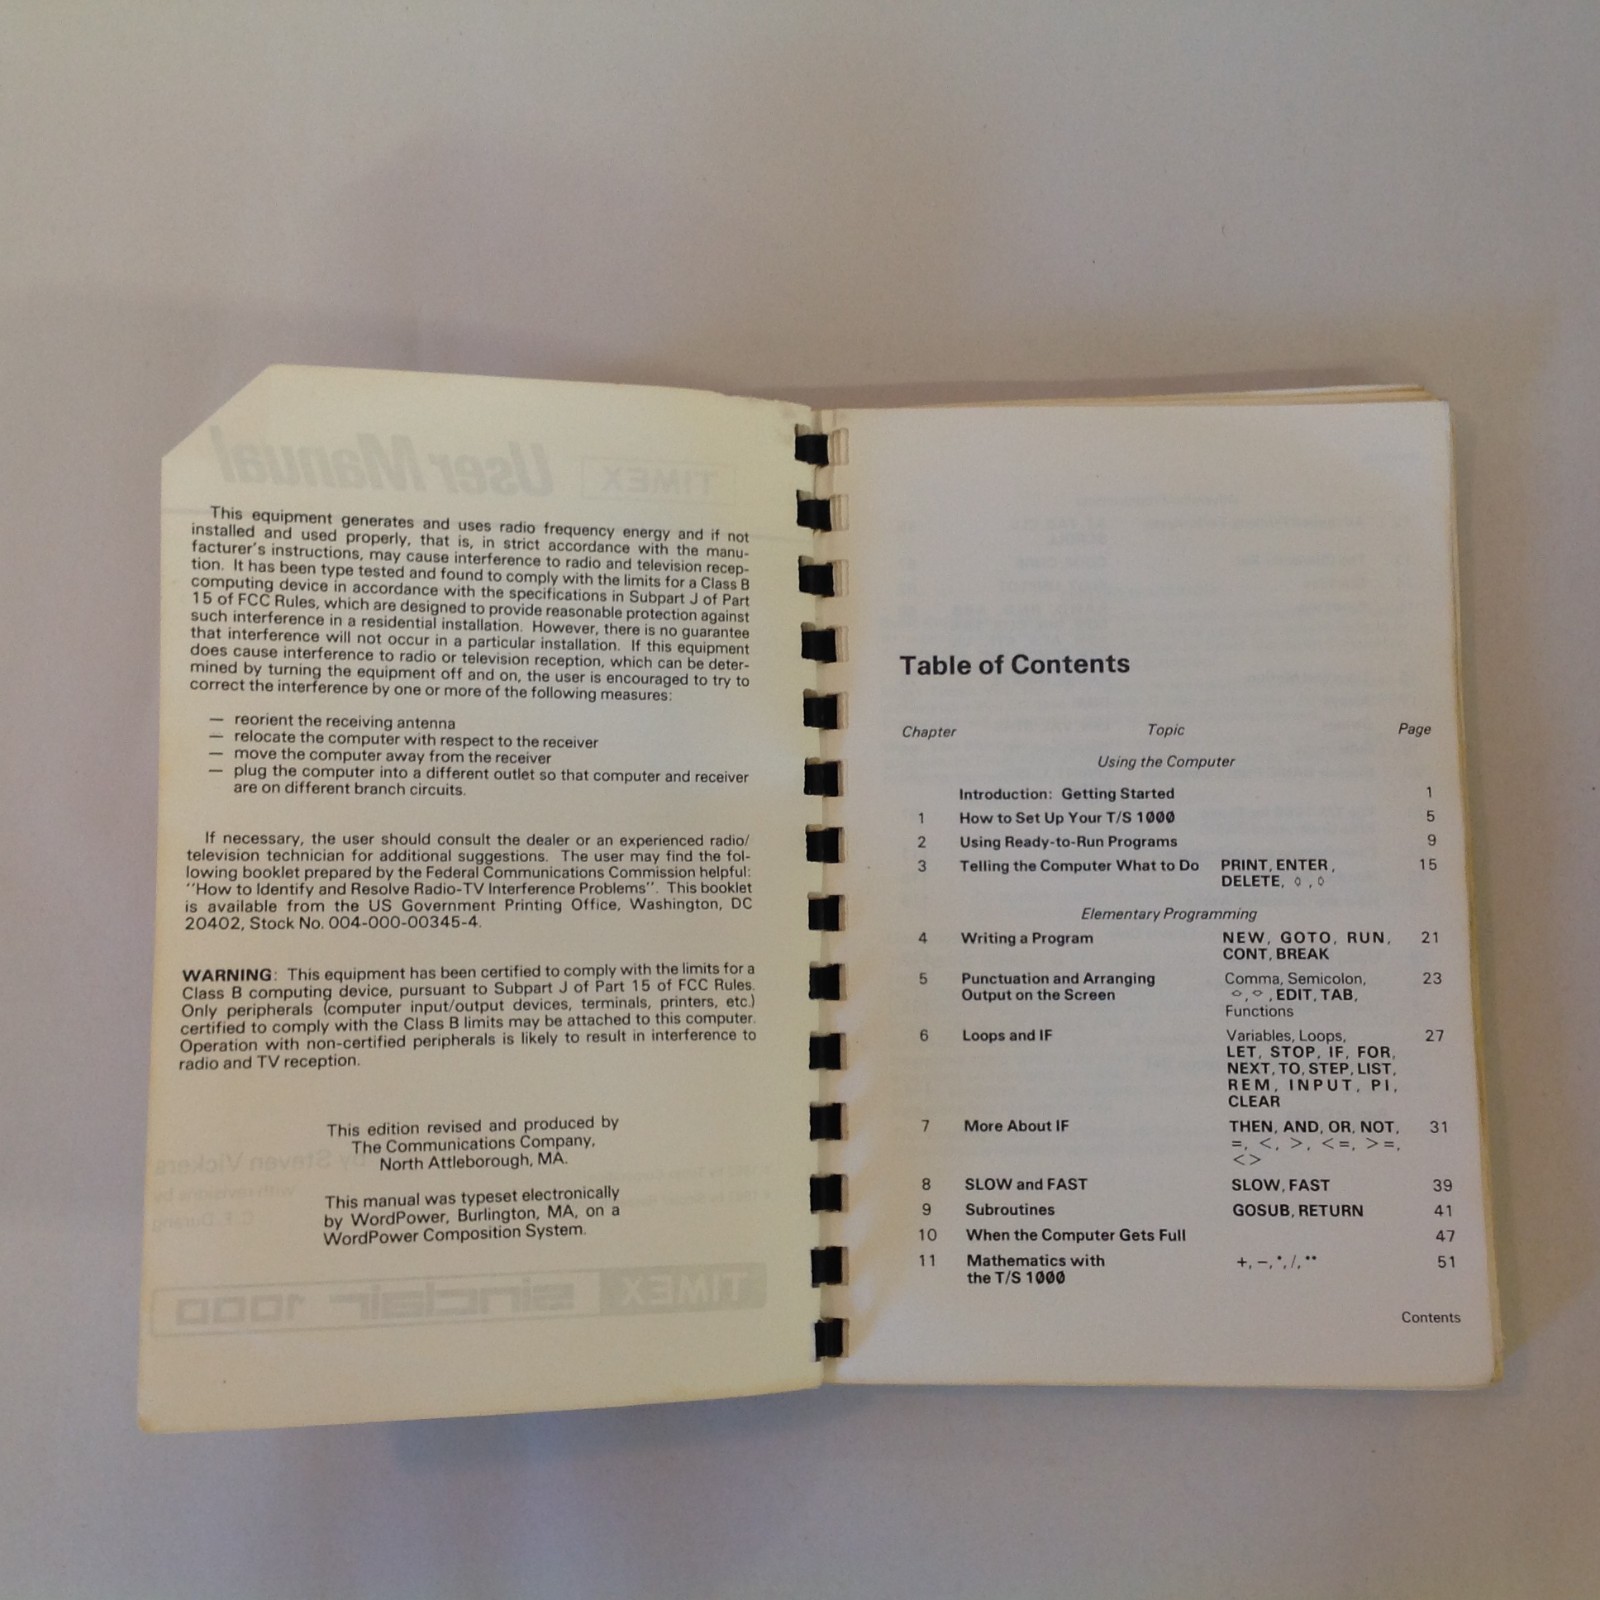 This equipment generates and uses radio frequency energy and if not
installed and used properly, that is, in strict accordance with the manu-
facturer's instructions, may cause interference to radio and television recep-
tion. It has been type tested and found to comply with the limits for a Class B
computing device in accordance with the specifications in Subpart J of Part
15 of FCC Rules, which are designed to provide reasonable protection against
such interference in a residential installation. However, there is no guarantee
that interference will not occur in a particular installation. If this equipment
does cause interference to radio or television reception, which can be deter-
mined by turning the equipment off and on, the user is encouraged to try to
correct the interference by one or more of the following measures:
— reorient the receiving antenna
— relocate the computer with respect to the receiver
— move the computer away from the receiver
— plug the computer into a different outlet so that computer and receiver
are on different branch circuits.
If necessary, the user should consult the dealer or an experienced radio/
television technician for additional suggestions. The user may find the fol-
lowing booklet prepared by the Federal Communications Commission helpful:
"How to Identify and Resolve Radio-TV Interference Problems". This booklet
is available from the US Government Printing Office, Washington, DC
20402, Stock No. 004-000-00345-4.
WARNING: This equipment has been certified to comply with the limits for a
Class B computing device, pursuant to Subpart J of Part 15 of FCC Rules.
Only peripherals (computer input/output devices, terminals, printers, etc.)
certified to comply with the Class B limits may be attached to this computer.
Operation with non-certified peripherals is likely to result in interference to
radio and TV reception.
This edition revised and produced by
The Communications Company,
North Attleborough, MA.
This manual was typeset electronically
by WordPower, Burlington, MA, on a
WordPower Composition System.
User Manual
TIMEX
By Steven Vickers
with revisions by
TIMEX sinclair 1000
Table of Contents
Chapter Topic Page
Using the Computer
Introduction: Getting Started 1
1 How to Set Up Your T/S 1000 5
2 Using Ready-to-Run Programs 9
3 Telling the Computer What to Do PRINT, ENTER, 15
DELETE, ◊, ◊
Elementary Programming
4 Writing a Program NEW, GOTO, RUN, 21
CONT, BREAK
5 Punctuation and Arranging Comma, Semicolon, 23
Output on the Screen ◊, ◊, EDIT, TAB,
Functions
6 Loops and IF Variables, Loops, 27
LET, STOP, IF, FOR,
NEXT, TO, STEP, LIST,
REM, INPUT, PI,
CLEAR
7 More About IF THEN, AND, OR, NOT, 31
=, <, >, <=, >=,
<>
8 SLOW and FAST SLOW, FAST 39
9 Subroutines GOSUB, RETURN 41
10 When the Computer Gets Full 47
11 Mathematics with +, −, *, /, ** 51
the T/S 1000
Contents